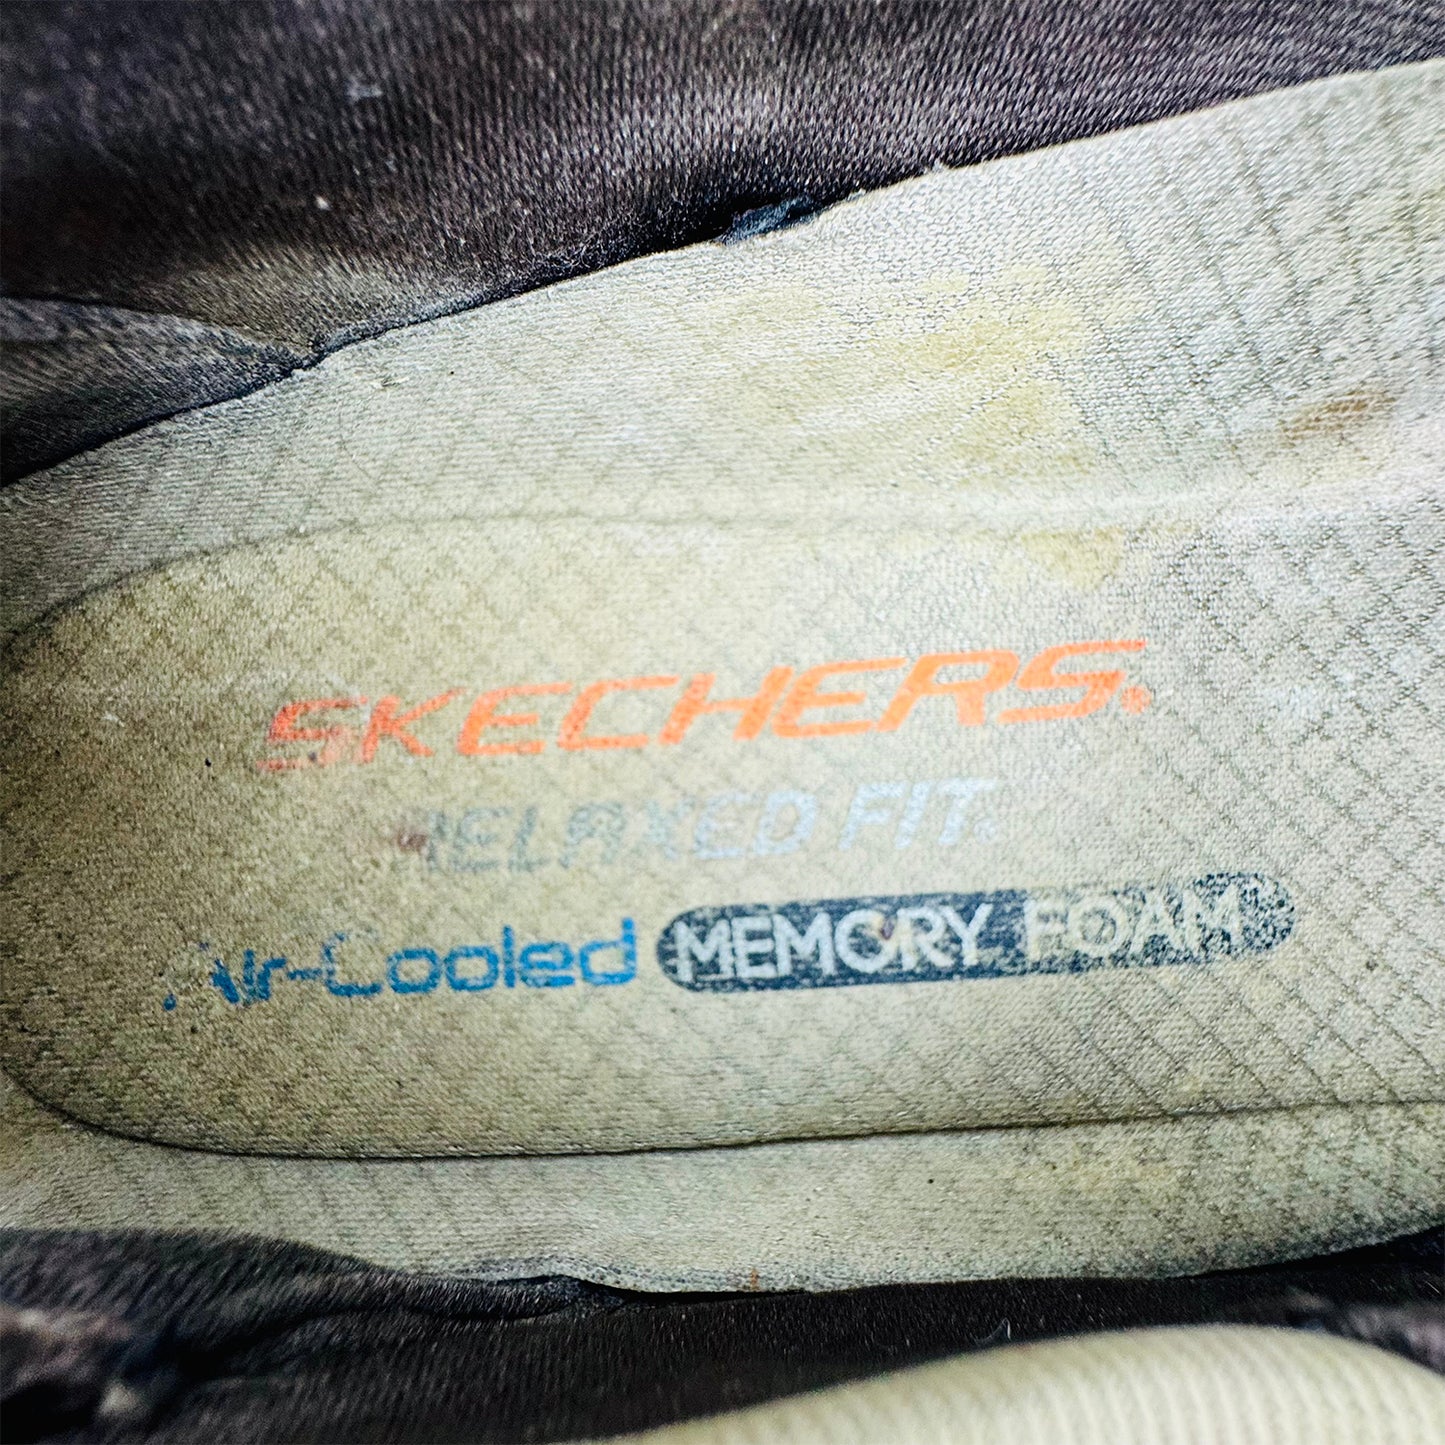 SKECHERS.
RELAXED FIT.
Air-Cooled MEMORY FOAM